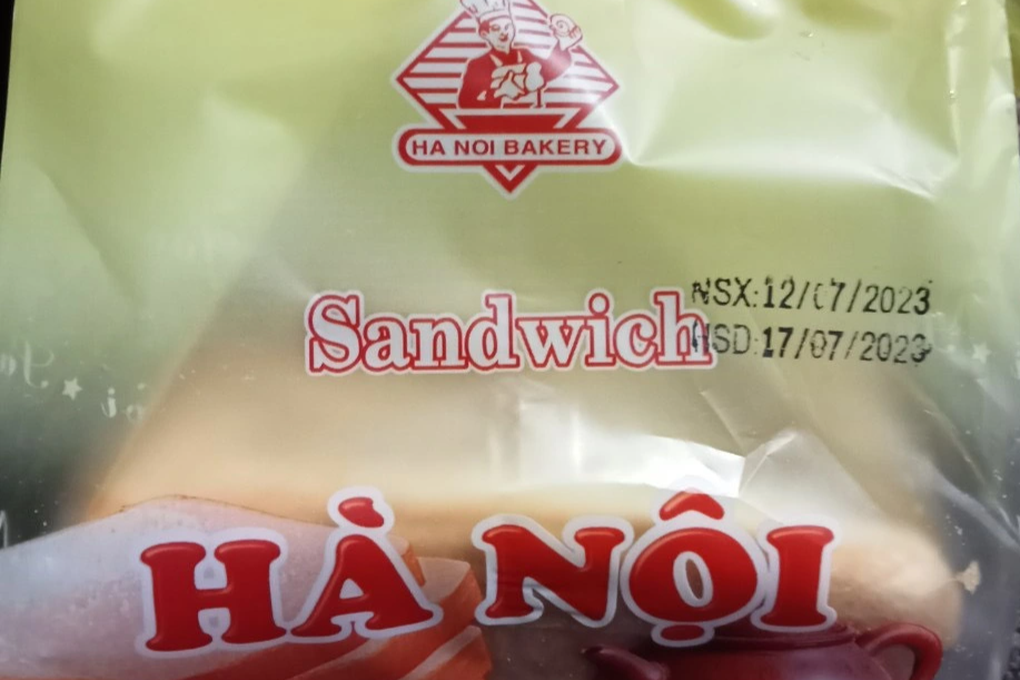 HA NOI BAKERY
Sandwich
NSX:12/07/2023
HSD:17/07/2023
HÀ NỘI